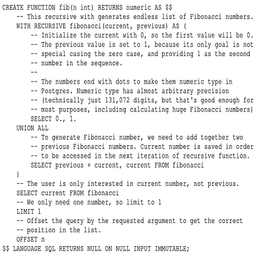 CREATE FUNCTION fib(n int) RETURNS numeric AS $$
-- This recursive with generates endless list of Fibonacci numbers.
WITH RECURSIVE fibonacci(current, previous) AS (
-- Initialize the current with 0, so the first value will be 0.
-- The previous value is set to 1, because its only goal is not
-- special casing the zero case, and providing 1 as the second
-- number in the sequence.
--
-- The numbers end with dots to make them numeric type in
-- Postgres. Numeric type has almost arbitrary precision
-- (technically just 131,072 digits, but that's good enough for
-- most purposes, including calculating huge Fibonacci numbers)
SELECT 0., 1.
UNION ALL
-- To generate Fibonacci number, we need to add together two
-- previous Fibonacci numbers. Current number is saved in order
-- to be accessed in the next iteration of recursive function.
SELECT previous + current, current FROM fibonacci
)
-- The user is only interested in current number, not previous.
SELECT current FROM fibonacci
-- We only need one number, so limit to 1
LIMIT 1
-- Offset the query by the requested argument to get the correct
-- position in the list.
OFFSET n
$$ LANGUAGE SQL RETURNS NULL ON NULL INPUT IMMUTABLE;